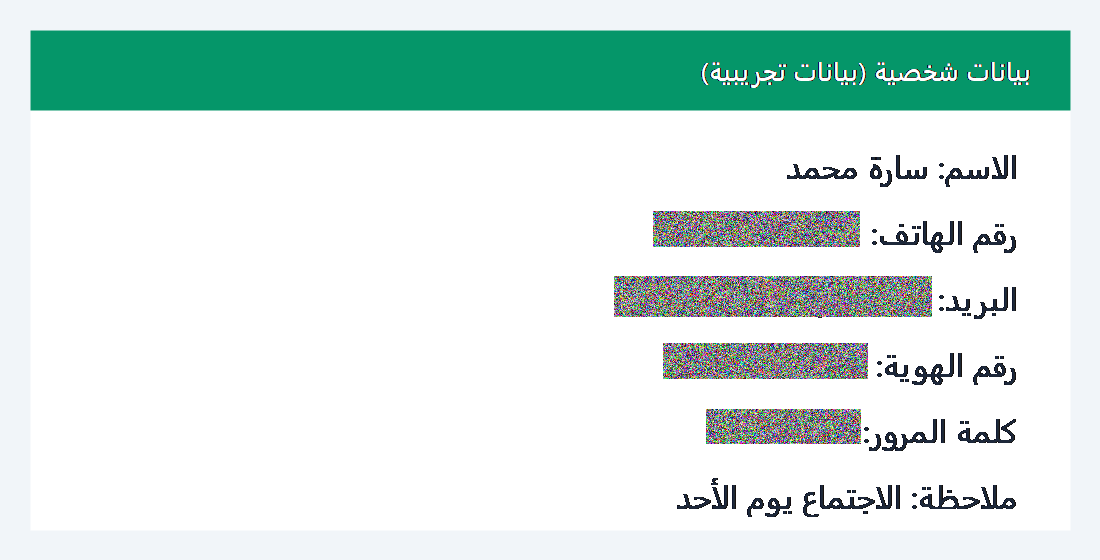 بيانات شخصية (بيانات تجريبية)
الاسم: سارة محمد
رقم الهاتف:
البريد:
رقم الهوية:
كلمة المرور:
ملاحظة: الاجتماع يوم الأحد